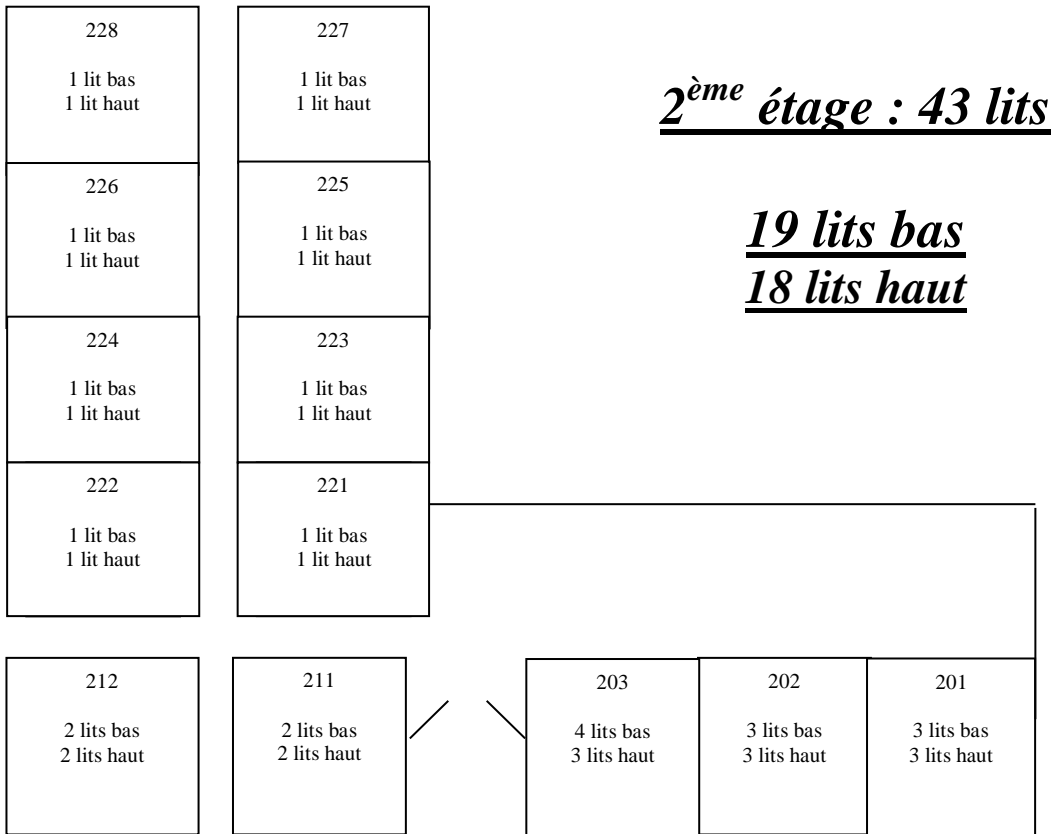 228
1 lit bas
1 lit haut
227
1 lit bas
1 lit haut
2ème étage : 43 lits
19 lits bas
18 lits haut
226
1 lit bas
1 lit haut
225
1 lit bas
1 lit haut
224
1 lit bas
1 lit haut
223
1 lit bas
1 lit haut
222
1 lit bas
1 lit haut
221
1 lit bas
1 lit haut
212
2 lits bas
2 lits haut
211
2 lits bas
2 lits haut
203
4 lits bas
3 lits haut
202
3 lits bas
3 lits haut
201
3 lits bas
3 lits haut